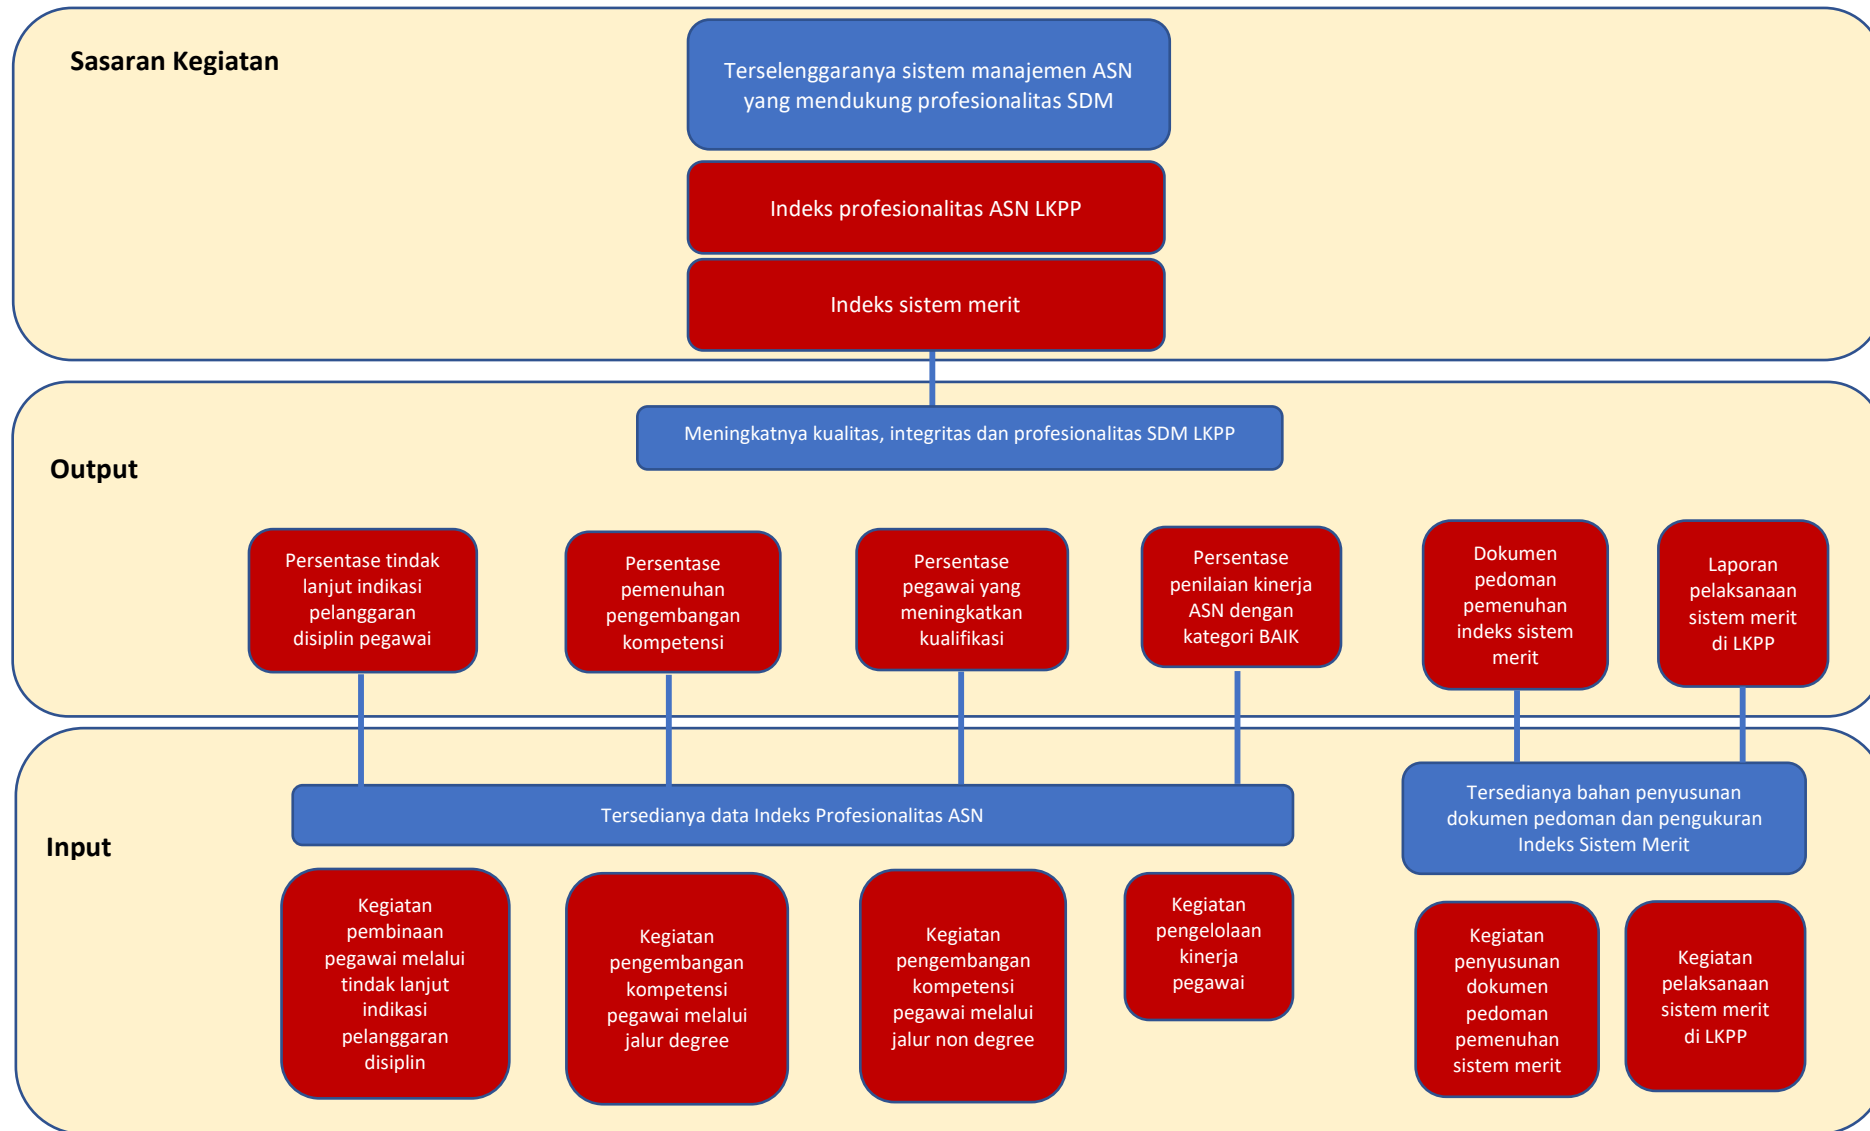 Sasaran Kegiatan
Terselenggaranya sistem manajemen ASN
yang mendukung profesionalitas SDM
Indeks profesionalitas ASN LKPP
Indeks sistem merit
Output
Meningkatnya kualitas, integritas dan profesionalitas SDM LKPP
Persentase tindak
lanjut indikasi
pelanggaran
disiplin pegawai
Persentase
pemenuhan
pengembangan
kompetensi
Persentase
pegawai yang
meningkatkan
kualifikasi
Persentase
penilaian kinerja
ASN dengan
kategori BAIK
Dokumen
pedoman
pemenuhan
indeks sistem
merit
Laporan
pelaksanaan
sistem merit
di LKPP
Input
Tersedianya data Indeks Profesionalitas ASN
Tersedianya bahan penyusunan
dokumen pedoman dan pengukuran
Indeks Sistem Merit
Kegiatan
pembinaan
pegawai melalui
tindak lanjut
indikasi
pelanggaran
disiplin
Kegiatan
pengembangan
kompetensi
pegawai melalui
jalur degree
Kegiatan
pengembangan
kompetensi
pegawai melalui
jalur non degree
Kegiatan
pengelolaan
kinerja
pegawai
Kegiatan
penyusunan
dokumen
pedoman
pemenuhan
sistem merit
Kegiatan
pelaksanaan
sistem merit
di LKPP